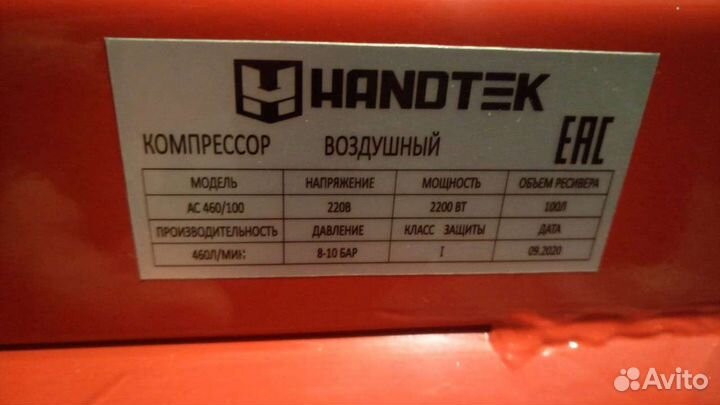 HANDTEK
КОМПРЕССОР ВОЗДУШНЫЙ EAC
МОДЕЛЬ НАПРЯЖЕНИЕ МОЩНОСТЬ ОБЪЕМ РЕСИВЕРА
AC 460/100 220В 2200 ВТ 100Л
ПРОИЗВОДИТЕЛЬНОСТЬ ДАВЛЕНИЕ КЛАСС ЗАЩИТЫ ДАТА
460Л/МИН: 8-10 БАР I 09.2020
Avito